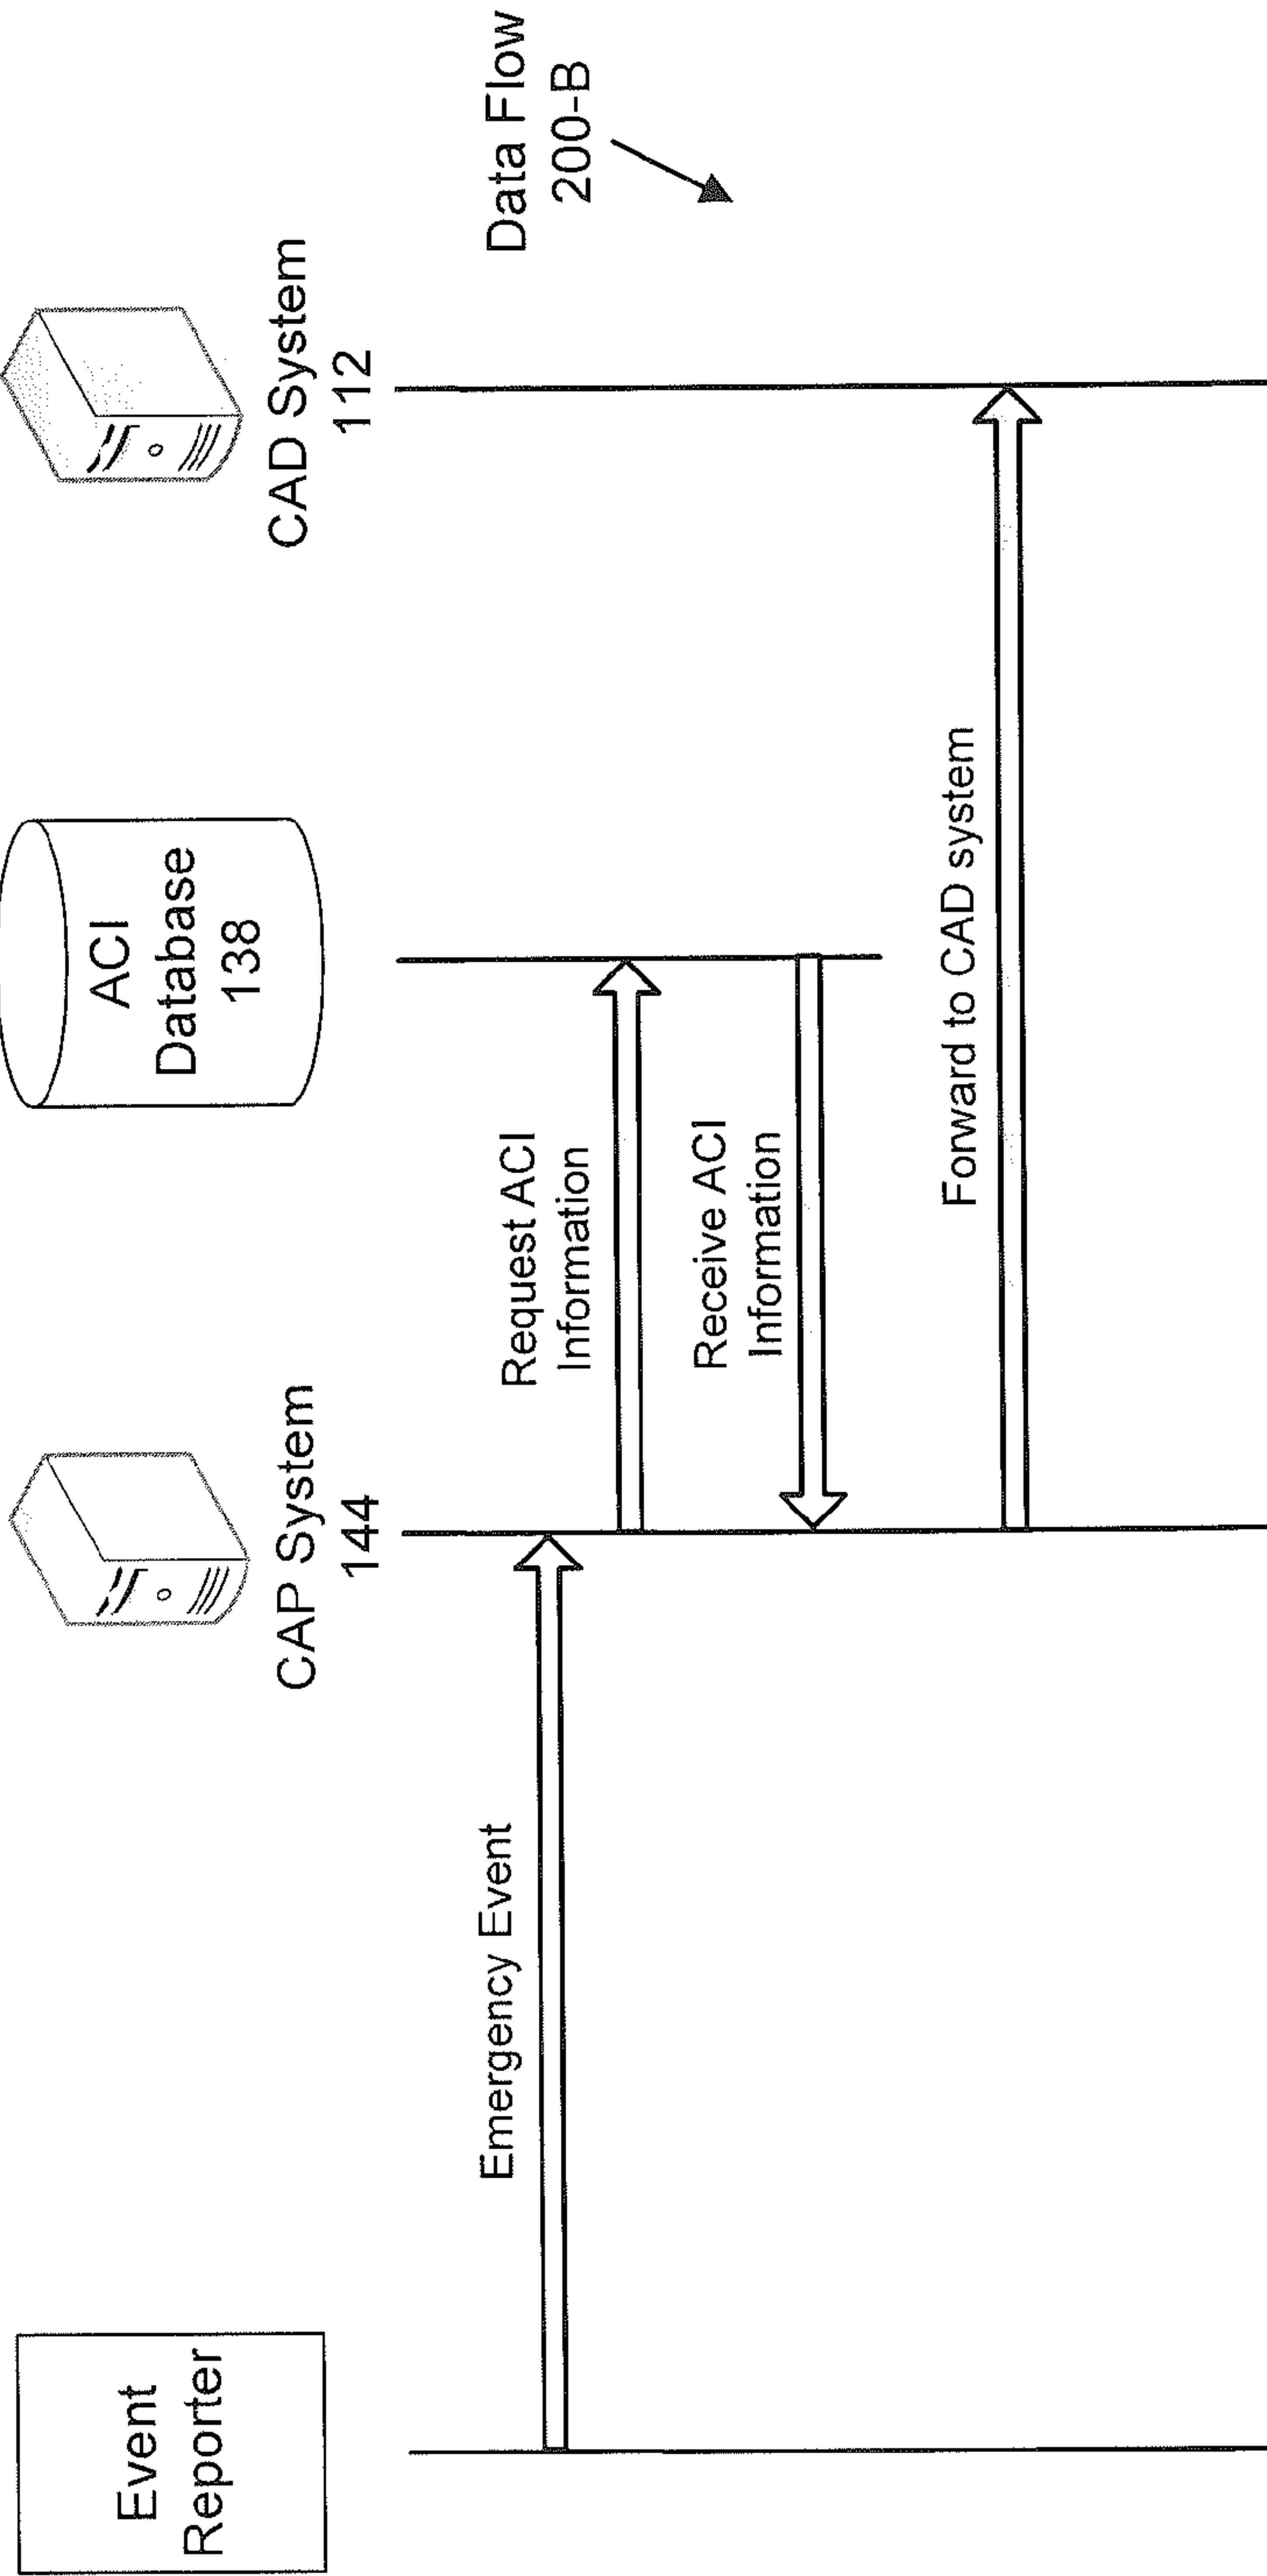 Event
Reporter
CAP System
144
ACI
Database
138
CAD System
112
Data Flow
200-B
Emergency Event
Request ACI
Information
Receive ACI
Information
Forward to CAD system